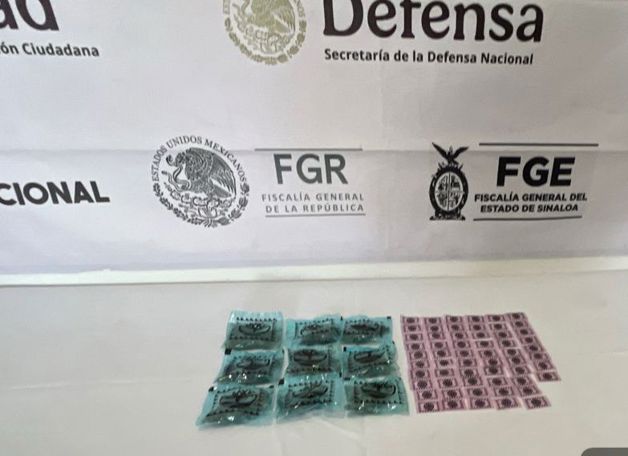 Defensa
ón Ciudadana
Secretaría de la Defensa Nacional
ESTADOS UNIDOS MEXICANOS
CIONAL
FGR
FISCALÍA GENERAL
DE LA REPÚBLICA
FGE
FISCALÍA GENERAL DEL
ESTADO DE SINALOA